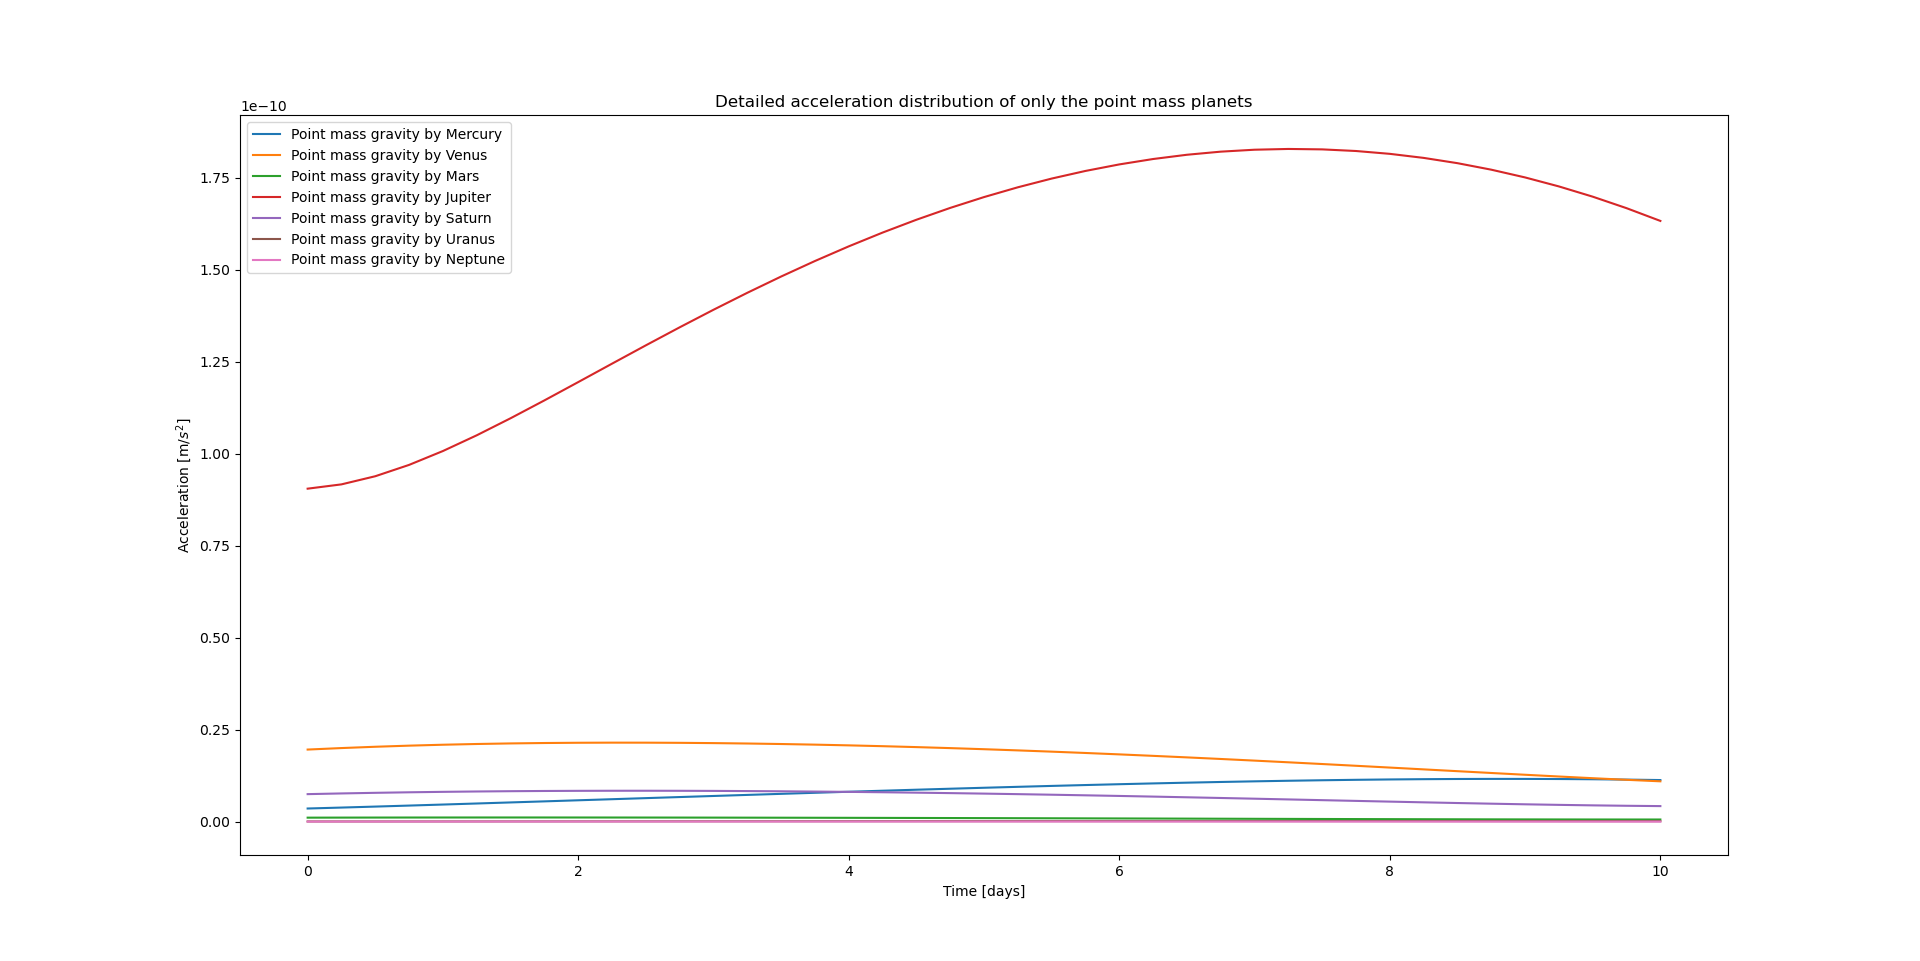 Detailed acceleration distribution of only the point mass planets
1e−10
Point mass gravity by Mercury
Point mass gravity by Venus
Point mass gravity by Mars
Point mass gravity by Jupiter
Point mass gravity by Saturn
Point mass gravity by Uranus
Point mass gravity by Neptune
1.75
1.50
1.25
1.00
0.75
0.50
0.25
0.00
Acceleration [m/s²]
0 2 4 6 8 10
Time [days]